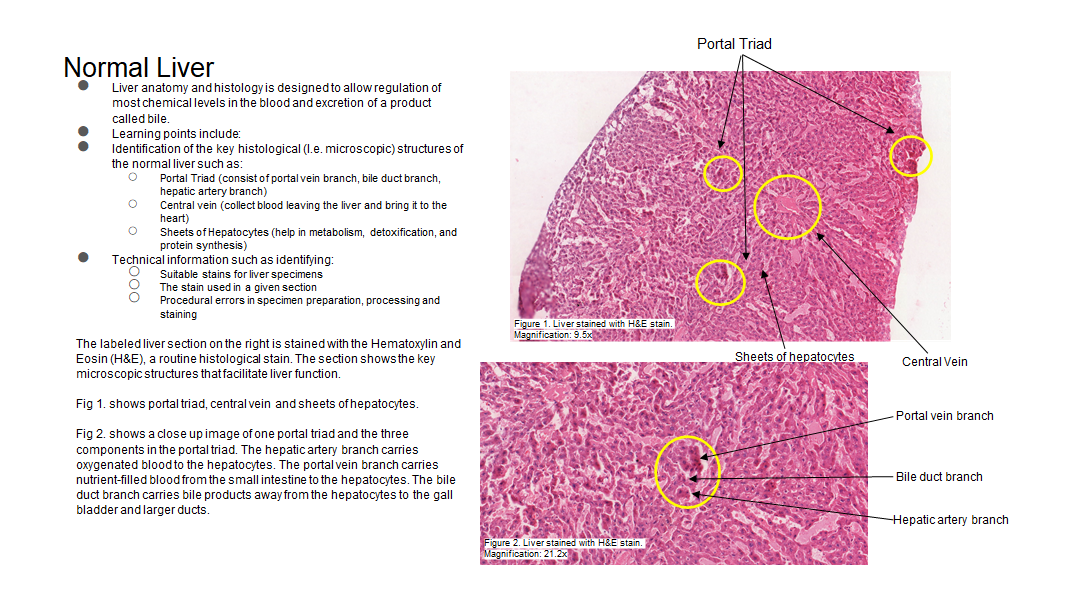 Normal Liver
Liver anatomy and histology is designed to allow regulation of
most chemical levels in the blood and excretion of a product
called bile.
Learning points include:
Identification of the key histological (I.e. microscopic) structures of
the normal liver such as:
Portal Triad (consist of portal vein branch, bile duct branch,
hepatic artery branch)
Central vein (collect blood leaving the liver and bring it to the
heart)
Sheets of Hepatocytes (help in metabolism, detoxification, and
protein synthesis)
Technical information such as identifying:
Suitable stains for liver specimens
The stain used in a given section
Procedural errors in specimen preparation, processing and
staining
The labeled liver section on the right is stained with the Hematoxylin and
Eosin (H&E), a routine histological stain. The section shows the key
microscopic structures that facilitate liver function.
Fig 1. shows portal triad, central vein and sheets of hepatocytes.
Fig 2. shows a close up image of one portal triad and the three
components in the portal triad. The hepatic artery branch carries
oxygenated blood to the hepatocytes. The portal vein branch carries
nutrient-filled blood from the small intestine to the hepatocytes. The bile
duct branch carries bile products away from the hepatocytes to the gall
bladder and larger ducts.
Portal Triad
Figure 1. Liver stained with H&E stain.
Magnification: 9.5x
Sheets of hepatocytes
Central Vein
Portal vein branch
Bile duct branch
Hepatic artery branch
Figure 2. Liver stained with H&E stain.
Magnification: 21.2x